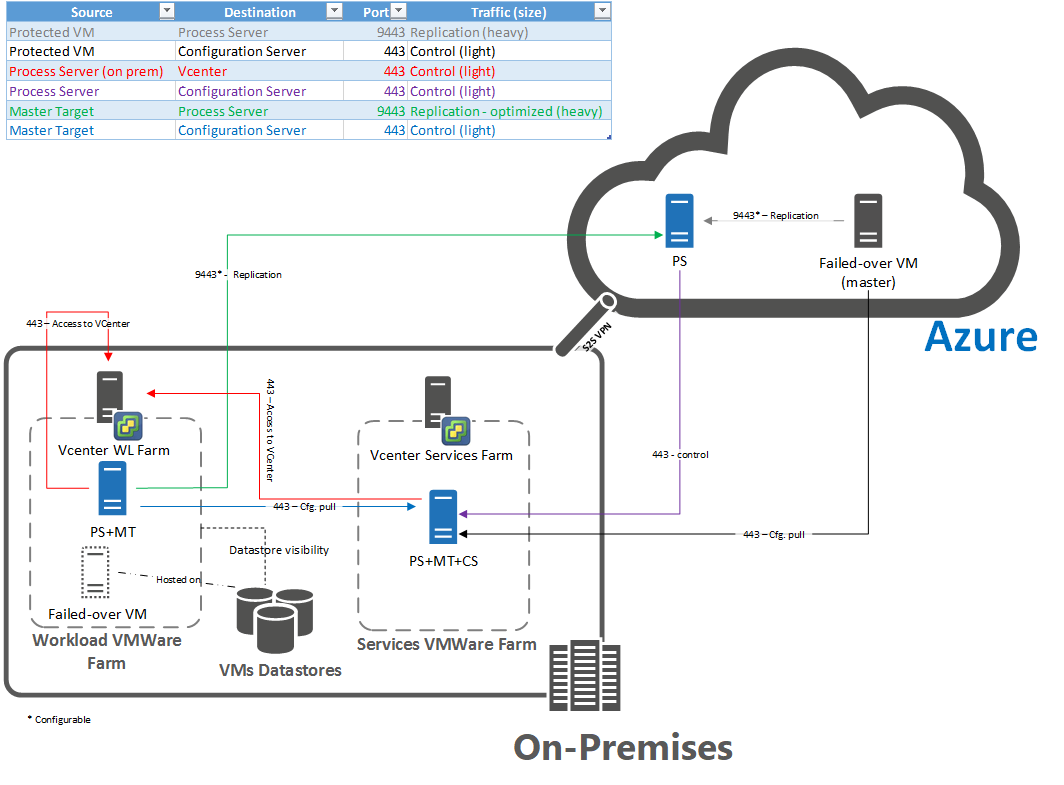 Source Destination Port Traffic (size)
Protected VM Process Server 9443 Replication (heavy)
Protected VM Configuration Server 443 Control (light)
Process Server (on prem) Vcenter 443 Control (light)
Process Server Configuration Server 443 Control (light)
Master Target Process Server 9443 Replication - optimized (heavy)
Master Target Configuration Server 443 Control (light)
9443* – Replication
PS
Failed-over VM
(master)
9443* - Replication
443 – Access to VCenter
S2S VPN
Azure
443 – Access to VCenter
Vcenter WL Farm
Vcenter Services Farm
443 - control
443 – Cfg. pull
PS+MT
443 – Cfg. pull
Datastore visibility
PS+MT+CS
Hosted on
Failed-over VM
Workload VMWare
Farm
Services VMWare Farm
VMs Datastores
* Configurable
On-Premises